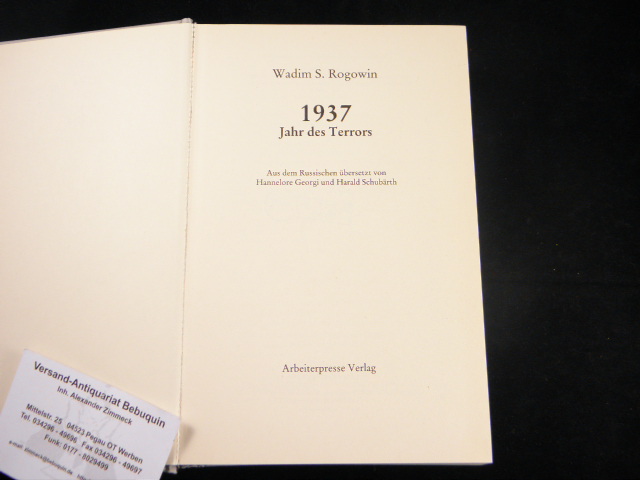 Wadim S. Rogowin
1937
Jahr des Terrors
Aus dem Russischen übersetzt von
Hannelore Georgi und Harald Schubärth
Arbeiterpresse Verlag
Versand-Antiquariat Bebuquin
Inh. Alexander Zimmeck
Mittelstr. 25 04523 Pegau OT Werben
Tel. 034296 - 49696 Fax 034296 - 49697
Funk: 0177 - 8029499